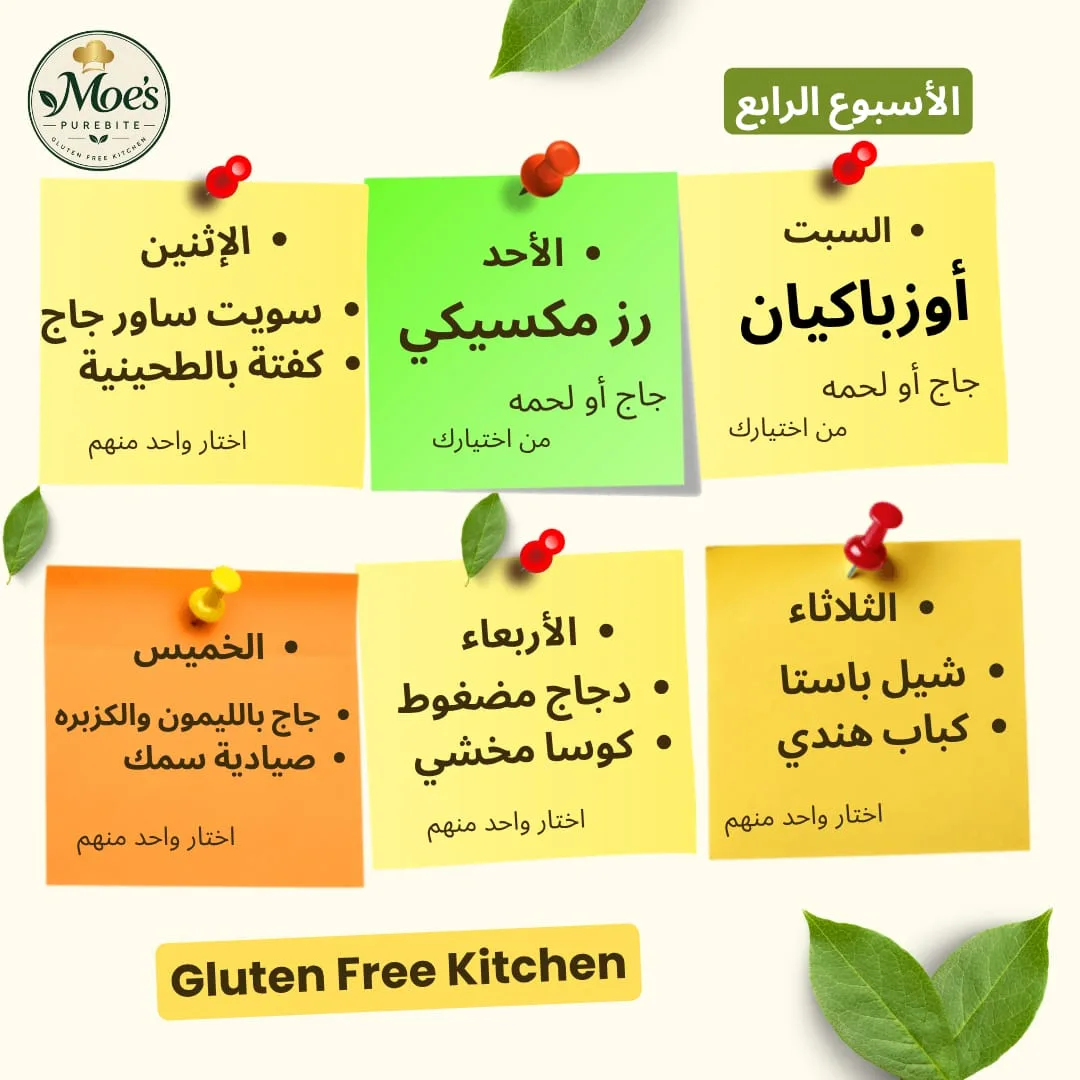 Moe's
PUREBITE
GLUTEN FREE KITCHEN
الأسبوع الرابع
• السبت
أوزباكيان
جاج أو لحمه
من اختيارك
• الأحد
رز مكسيكي
جاج أو لحمه
من اختيارك
• الإثنين
• سويت ساور جاج
• كفتة بالطحينية
اختار واحد منهم
• الثلاثاء
• شيل باستا
• كباب هندي
اختار واحد منهم
• الأربعاء
• دجاج مضغوط
• كوسا مخشي
اختار واحد منهم
• الخميس
• جاج بالليمون والكزبره
• صيادية سمك
اختار واحد منهم
Gluten Free Kitchen